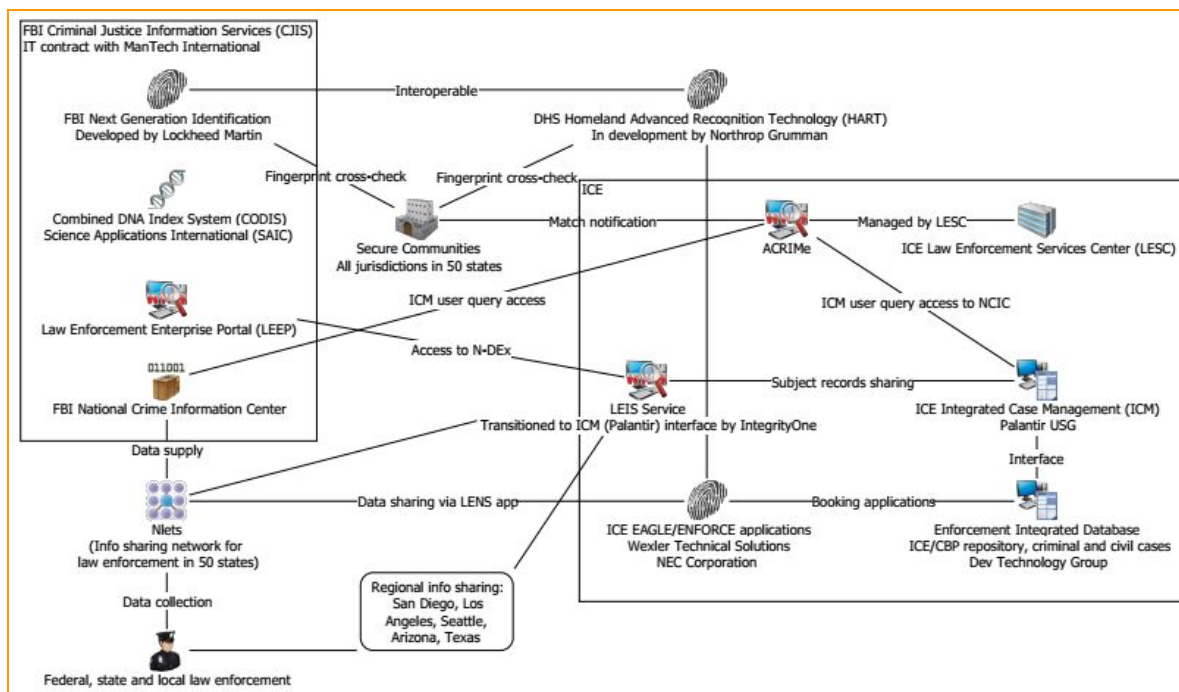 FBI Criminal Justice Information Services (CJIS)
IT contract with ManTech International
Interoperable
FBI Next Generation Identification
Developed by Lockheed Martin
DHS Homeland Advanced Recognition Technology (HART)
In development by Northrop Grumman
Fingerprint cross-check
Fingerprint cross-check
ICE
Combined DNA Index System (CODIS)
Science Applications International (SAIC)
Secure Communities
All jurisdictions in 50 states
Match notification
ACRIMe
Managed by LESC
ICE Law Enforcement Services Center (LESC)
ICM user query access
ICM user query access to NCIC
Law Enforcement Enterprise Portal (LEEP)
Access to N-DEx
011001
FBI National Crime Information Center
LEIS Service
Transitioned to ICM (Palantir) interface by IntegrityOne
Subject records sharing
ICE Integrated Case Management (ICM)
Palantir USG
Data supply
Interface
Nlets
(Info sharing network for
law enforcement in 50 states)
Data sharing via LENS app
ICE EAGLE/ENFORCE applications
Wexler Technical Solutions
NEC Corporation
Booking applications
Enforcement Integrated Database
ICE/CBP repository, criminal and civil cases
Dev Technology Group
Regional info sharing:
San Diego, Los
Angeles, Seattle,
Arizona, Texas
Data collection
Federal, state and local law enforcement